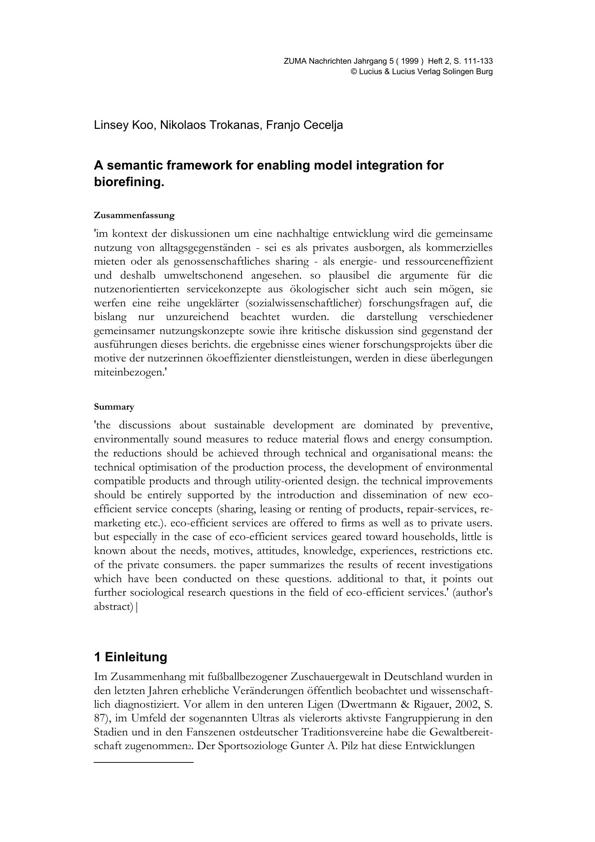 ZUMA Nachrichten Jahrgang 5 ( 1999 ) Heft 2, S. 111-133
© Lucius & Lucius Verlag Solingen Burg
Linsey Koo, Nikolaos Trokanas, Franjo Cecelja
A semantic framework for enabling model integration for
biorefining.
Zusammenfassung
'im kontext der diskussionen um eine nachhaltige entwicklung wird die gemeinsame
nutzung von alltagsgegenständen - sei es als privates ausborgen, als kommerzielles
mieten oder als genossenschaftliches sharing - als energie- und ressourceneffizient
und deshalb umweltschonend angesehen. so plausibel die argumente für die
nutzenorientierten servicekonzepte aus ökologischer sicht auch sein mögen, sie
werfen eine reihe ungeklärter (sozialwissenschaftlicher) forschungsfragen auf, die
bislang nur unzureichend beachtet wurden. die darstellung verschiedener
gemeinsamer nutzungskonzepte sowie ihre kritische diskussion sind gegenstand der
ausführungen dieses berichts. die ergebnisse eines wiener forschungsprojekts über die
motive der nutzerinnen ökoeffizienter dienstleistungen, werden in diese überlegungen
miteinbezogen.'
Summary
'the discussions about sustainable development are dominated by preventive,
environmentally sound measures to reduce material flows and energy consumption.
the reductions should be achieved through technical and organisational means: the
technical optimisation of the production process, the development of environmental
compatible products and through utility-oriented design. the technical improvements
should be entirely supported by the introduction and dissemination of new eco-
efficient service concepts (sharing, leasing or renting of products, repair-services, re-
marketing etc.). eco-efficient services are offered to firms as well as to private users.
but especially in the case of eco-efficient services geared toward households, little is
known about the needs, motives, attitudes, knowledge, experiences, restrictions etc.
of the private consumers. the paper summarizes the results of recent investigations
which have been conducted on these questions. additional to that, it points out
further sociological research questions in the field of eco-efficient services.' (author's
abstract)|
1 Einleitung
Im Zusammenhang mit fußballbezogener Zuschauergewalt in Deutschland wurden in
den letzten Jahren erhebliche Veränderungen öffentlich beobachtet und wissenschaft-
lich diagnostiziert. Vor allem in den unteren Ligen (Dwertmann & Rigauer, 2002, S.
87), im Umfeld der sogenannten Ultras als vielerorts aktivste Fangruppierung in den
Stadien und in den Fanszenen ostdeutscher Traditionsvereine habe die Gewaltbereit-
schaft zugenommen2. Der Sportsoziologe Gunter A. Pilz hat diese Entwicklungen